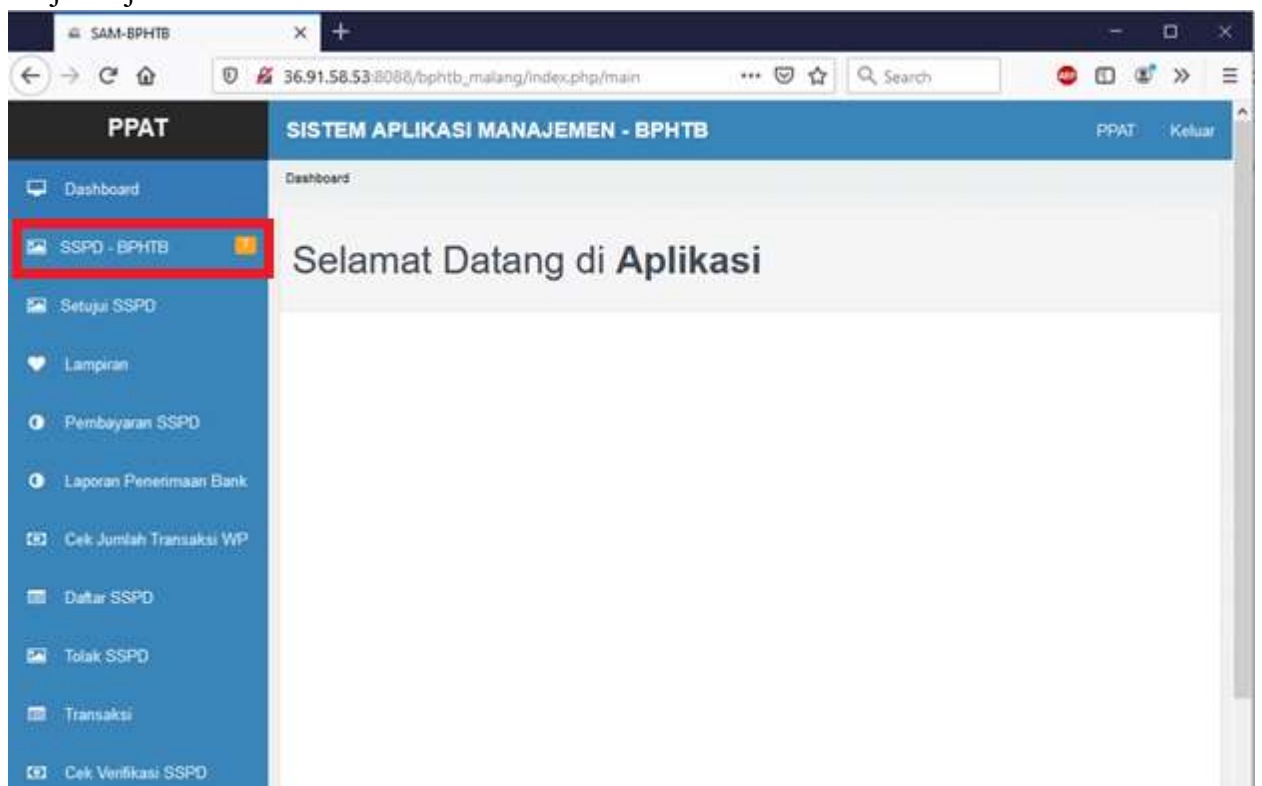 SAM-BPHTB
36.91.58.53:8088/bphtb_malang/index.php/main
Search
PPAT
SISTEM APLIKASI MANAJEMEN - BPHTB
PPAT Keluar
Dashboard
Dashboard
SSPD - BPHTB 7
Selamat Datang di Aplikasi
Setujui SSPD
Lampiran
Pembayaran SSPD
Laporan Penerimaan Bank
Cek Jumlah Transaksi WP
Daftar SSPD
Tolak SSPD
Transaksi
Cek Verifikasi SSPD